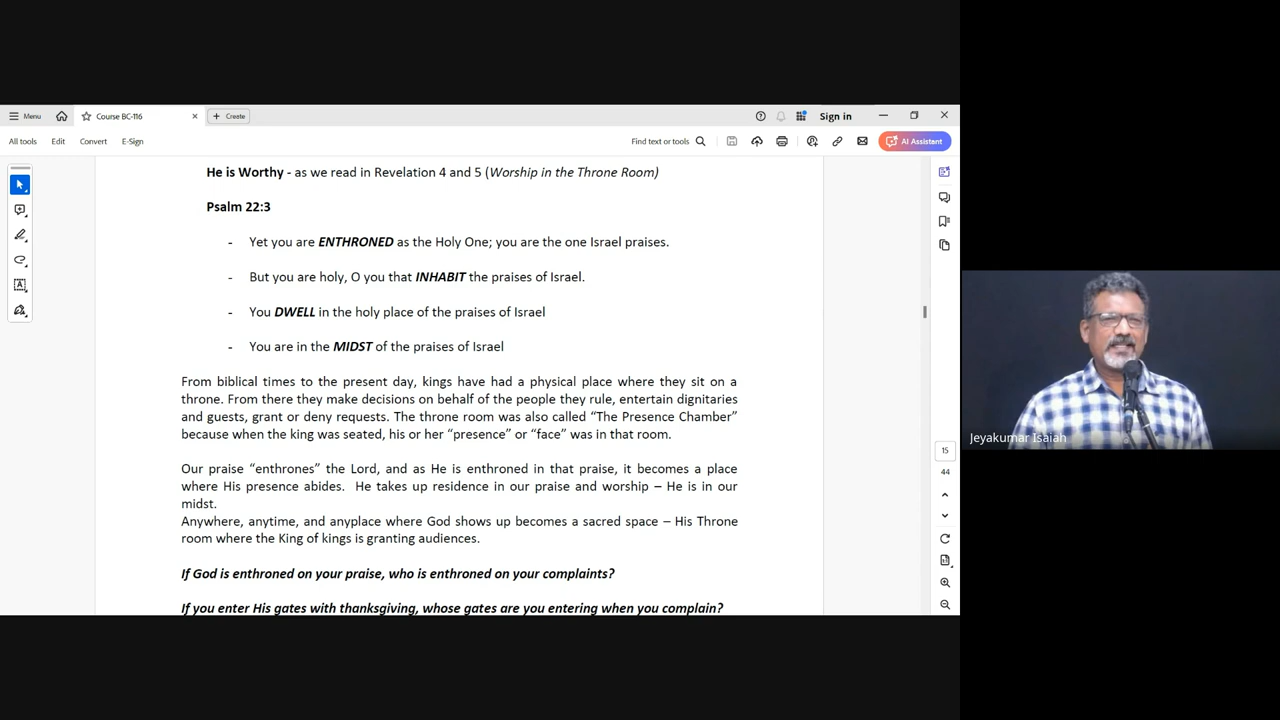 Menu
Course BC-116
Create
Sign in
All tools
Edit
Convert
E-Sign
Find text or tools
AI Assistant
He is Worthy - as we read in Revelation 4 and 5 (Worship in the Throne Room)
Psalm 22:3
- Yet you are ENTHRONED as the Holy One; you are the one Israel praises.
- But you are holy, O you that INHABIT the praises of Israel.
- You DWELL in the holy place of the praises of Israel
- You are in the MIDST of the praises of Israel
From biblical times to the present day, kings have had a physical place where they sit on a
throne. From there they make decisions on behalf of the people they rule, entertain dignitaries
and guests, grant or deny requests. The throne room was also called “The Presence Chamber”
because when the king was seated, his or her “presence” or “face” was in that room.
Our praise “enthrones” the Lord, and as He is enthroned in that praise, it becomes a place
where His presence abides. He takes up residence in our praise and worship – He is in our
midst.
Anywhere, anytime, and anyplace where God shows up becomes a sacred space – His Throne
room where the King of kings is granting audiences.
If God is enthroned on your praise, who is enthroned on your complaints?
If you enter His gates with thanksgiving, whose gates are you entering when you complain?
15
44
Jeyakumar Isaiah